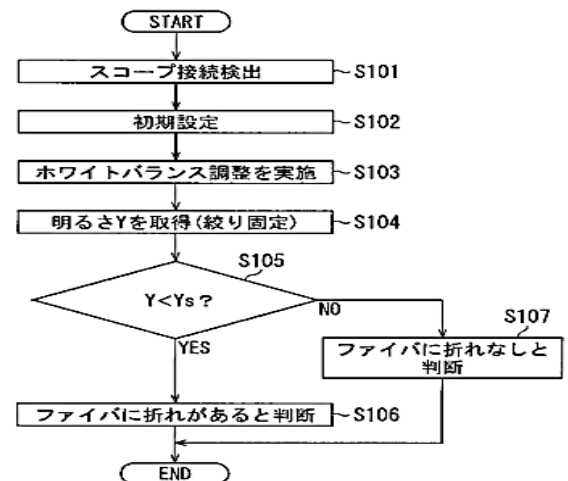 START
スコープ接続検出
S101
初期設定
S102
ホワイトバランス調整を実施
S103
明るさYを取得(絞り固定)
S104
S105
Y<Ys?
NO
YES
S107
ファイバに折れなしと
判断
ファイバに折れがあると判断
S106
END